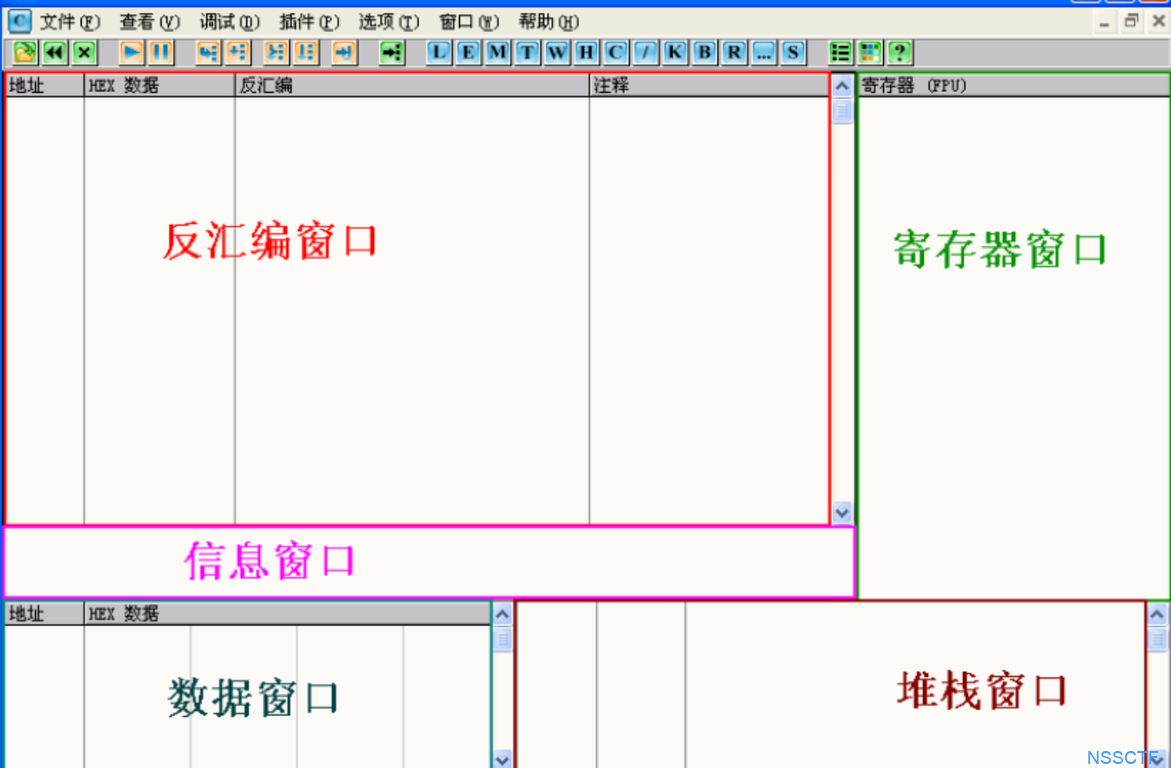 C 文件(F) 查看(V) 调试(D) 插件(P) 选项(T) 窗口(W) 帮助(H)
L E M T W H C / K B R ... S ?
地址 HEX 数据 反汇编 注释 寄存器 (FPU)
反汇编窗口
寄存器窗口
信息窗口
地址 HEX 数据
数据窗口
堆栈窗口
NSSCTF